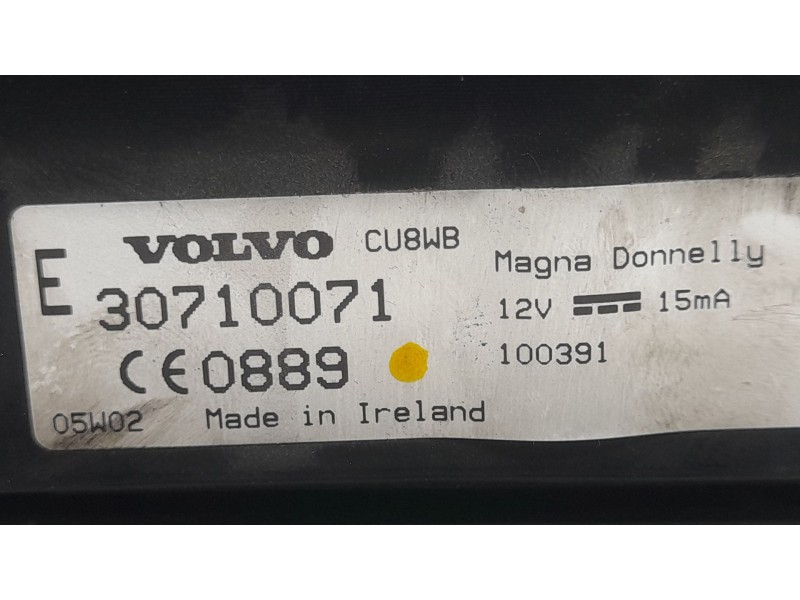 E VOLVO CU8WB
30710071
CE0889
05W02 Made in Ireland
Magna Donnelly
12V 15mA
100391